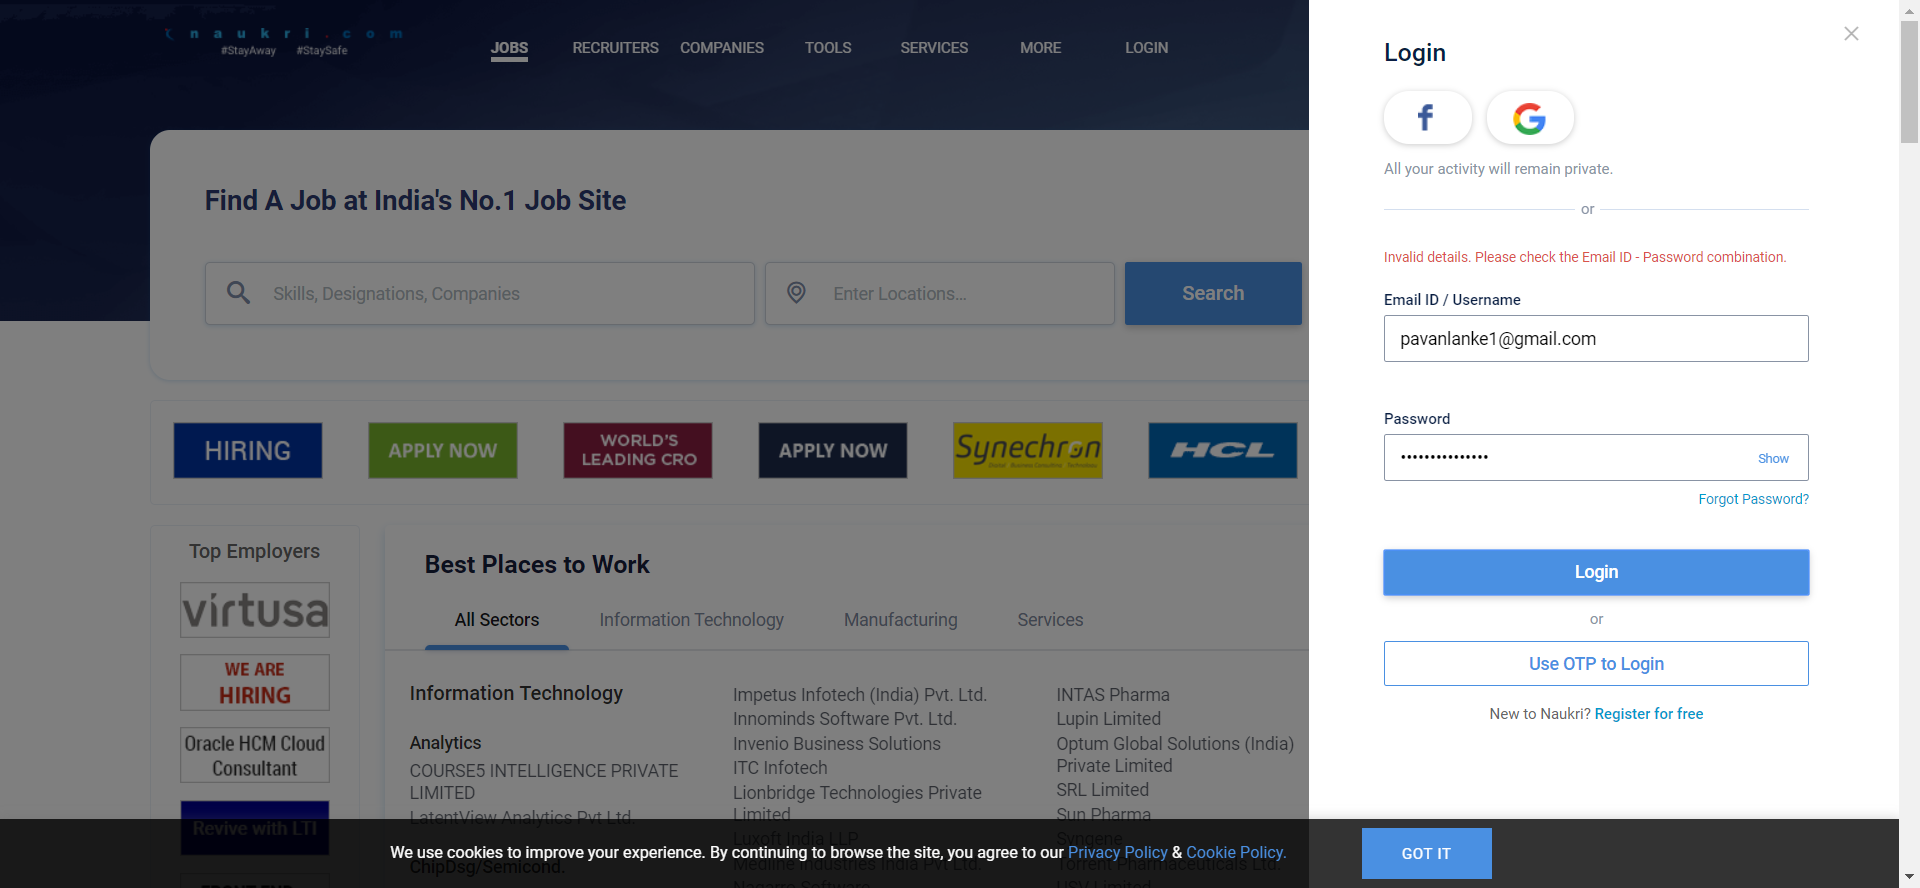 naukri.com
#StayAway #StaySafe
JOBS RECRUITERS COMPANIES TOOLS SERVICES MORE LOGIN
Find A Job at India's No.1 Job Site
Skills, Designations, Companies
Enter Locations...
Search
HIRING
APPLY NOW
WORLD'S
LEADING CRO
APPLY NOW
Synechron
Digital Business Consulting Technology
HCL
Top Employers
virtusa
WE ARE
HIRING
Oracle HCM Cloud
Consultant
Revive with LTI
Best Places to Work
All Sectors Information Technology Manufacturing Services
Information Technology
Analytics
COURSE5 INTELLIGENCE PRIVATE
LIMITED
LatentView Analytics Pvt Ltd.
ChipDsg/Semicond.
Impetus Infotech (India) Pvt. Ltd.
Innominds Software Pvt. Ltd.
Invenio Business Solutions
ITC Infotech
Lionbridge Technologies Private
Limited
Luxoft India LLP
Medline Industries India Pvt. Ltd.
Nagarro Software
INTAS Pharma
Lupin Limited
Optum Global Solutions (India)
Private Limited
SRL Limited
Sun Pharma
Syngene
Torrent Pharmaceuticals Ltd.
USV Limited
Login
f
G
All your activity will remain private.
or
Invalid details. Please check the Email ID - Password combination.
Email ID / Username
pavanlanke1@gmail.com
Password
•••••••••••••••
Show
Forgot Password?
Login
or
Use OTP to Login
New to Naukri? Register for free
We use cookies to improve your experience. By continuing to browse the site, you agree to our Privacy Policy & Cookie Policy.
GOT IT